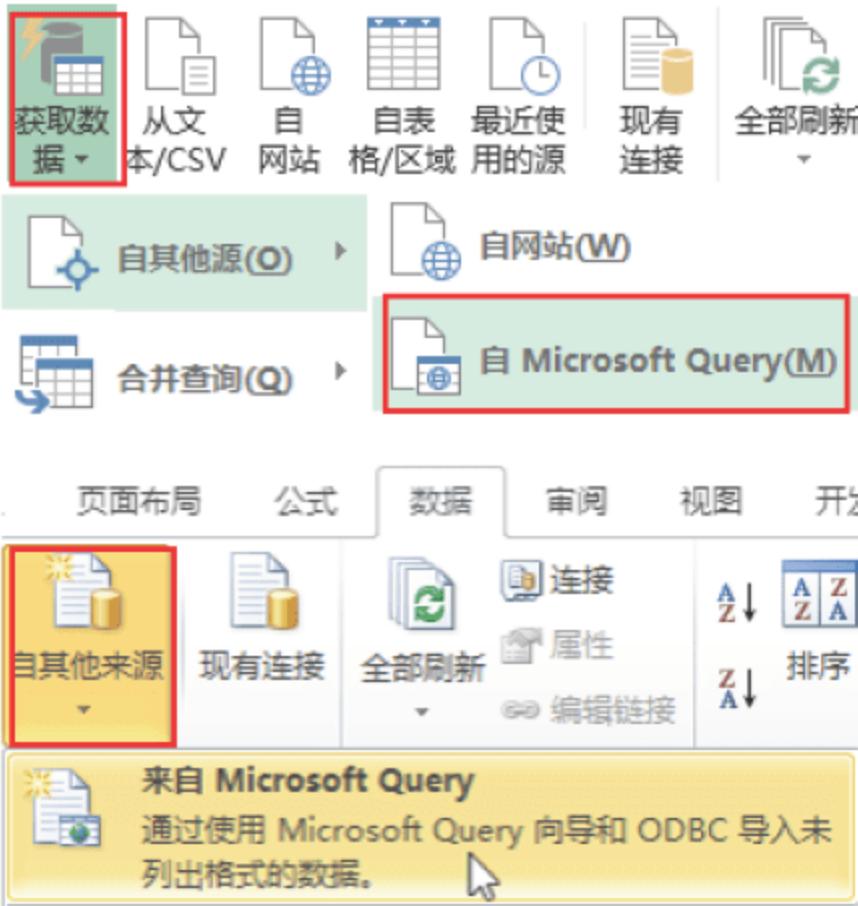 获取数 从文 自 自表 最近使 现有 全部刷新
据 本/CSV 网站 格/区域 用的源 连接
自其他源(O) 自网站(W)
合并查询(Q) 自 Microsoft Query(M)
页面布局 公式 数据 审阅 视图 开发
连接
自其他来源 现有连接 全部刷新 属性 排序
编辑链接
来自 Microsoft Query
通过使用 Microsoft Query 向导和 ODBC 导入未
列出格式的数据。